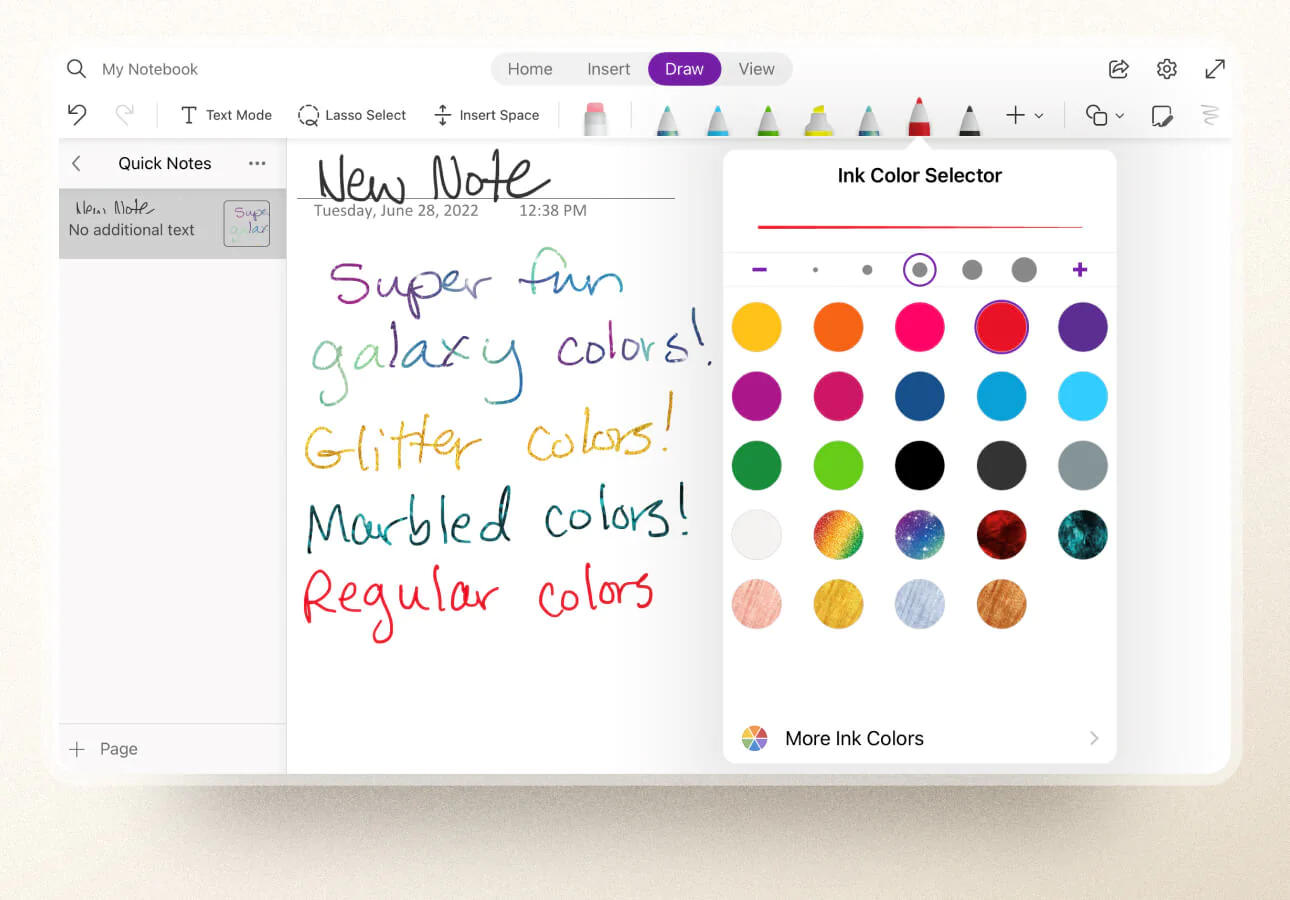 My Notebook
Home Insert Draw View
Text Mode Lasso Select Insert Space
Quick Notes
New Note
No additional text
Super
galax
Page
New Note
Tuesday, June 28, 2022 12:38 PM
Super fun
galaxy colors!
Glitter colors!
Marbled colors!
Regular colors
Ink Color Selector
More Ink Colors